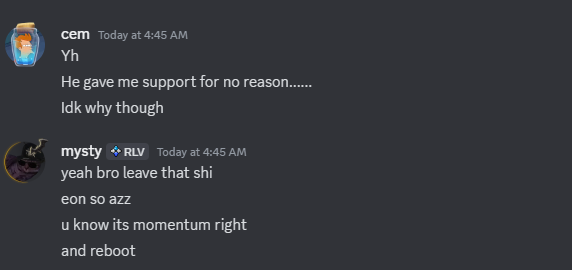 cem Today at 4:45 AM
Yh
He gave me support for no reason......
Idk why though
mysty RLV Today at 4:45 AM
yeah bro leave that shi
eon so azz
u know its momentum right
and reboot